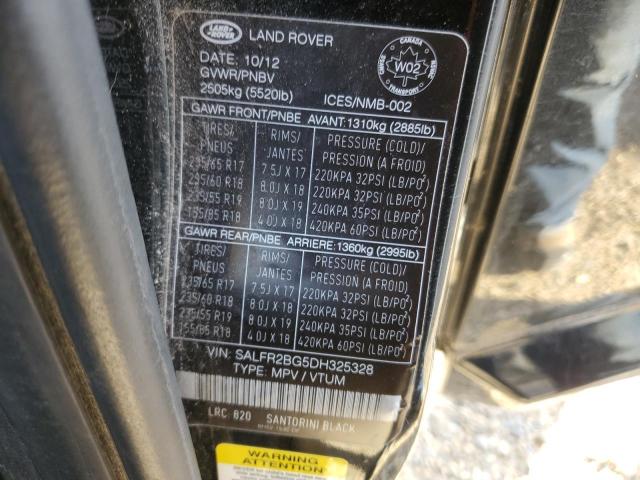 LAND ROVER
LAND ROVER
DATE: 10/12
GVWR/PNBV
2505kg (5520lb)
CANADA
W02
TRANSPORT
ICES/NMB-002
GAWR FRONT/PNBE AVANT:1310kg (2885lb)
TIRES/ PNEUS RIMS/ JANTES PRESSURE (COLD)/ PRESSION (A FROID)
235/65 R17 7.5J X 17 220KPA 32PSI (LB/PO²)
235/60 R18 8.0J X 18 220KPA 32PSI (LB/PO²)
235/55 R19 8.0J X 19 240KPA 35PSI (LB/PO²)
155/85 R18 4.0J X 18 420KPA 60PSI (LB/PO²)
GAWR REAR/PNBE ARRIERE:1360kg (2995lb)
TIRES/ PNEUS RIMS/ JANTES PRESSURE (COLD)/ PRESSION (A FROID)
235/65 R17 7.5J X 17 220KPA 32PSI (LB/PO²)
235/60 R18 8.0J X 18 220KPA 32PSI (LB/PO²)
235/55 R19 8.0J X 19 240KPA 35PSI (LB/PO²)
155/85 R18 4.0J X 18 420KPA 60PSI (LB/PO²)
VIN: SALFR2BG5DH325328
TYPE: MPV / VTUM
LRC: 820 SANTORINI BLACK
WARNING
ATTENTION